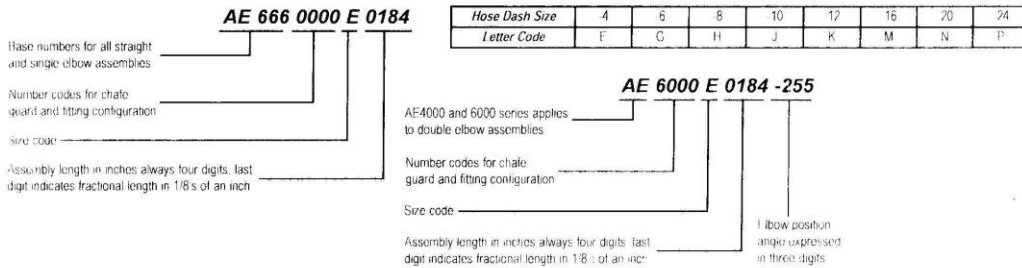 AE 666 0000 E 0184
Base numbers for all straight
and single elbow assemblies
Number codes for chafe
guard and fitting configuration
Size code
Assembly length in inches always four digits, last
digit indicates fractional length in 1/8's of an inch
Hose Dash Size -4 -6 -8 -10 12 16 20 24
Letter Code E G H J K M N P
AE 6000 E 0184 -255
AE4000 and 6000 series applies
to double elbow assemblies
Number codes for chafe
guard and fitting configuration
Size code
Assembly length in inches always four digits, last
digit indicates fractional length in 1/8's of an inch
Elbow position
angle expressed
in three digits